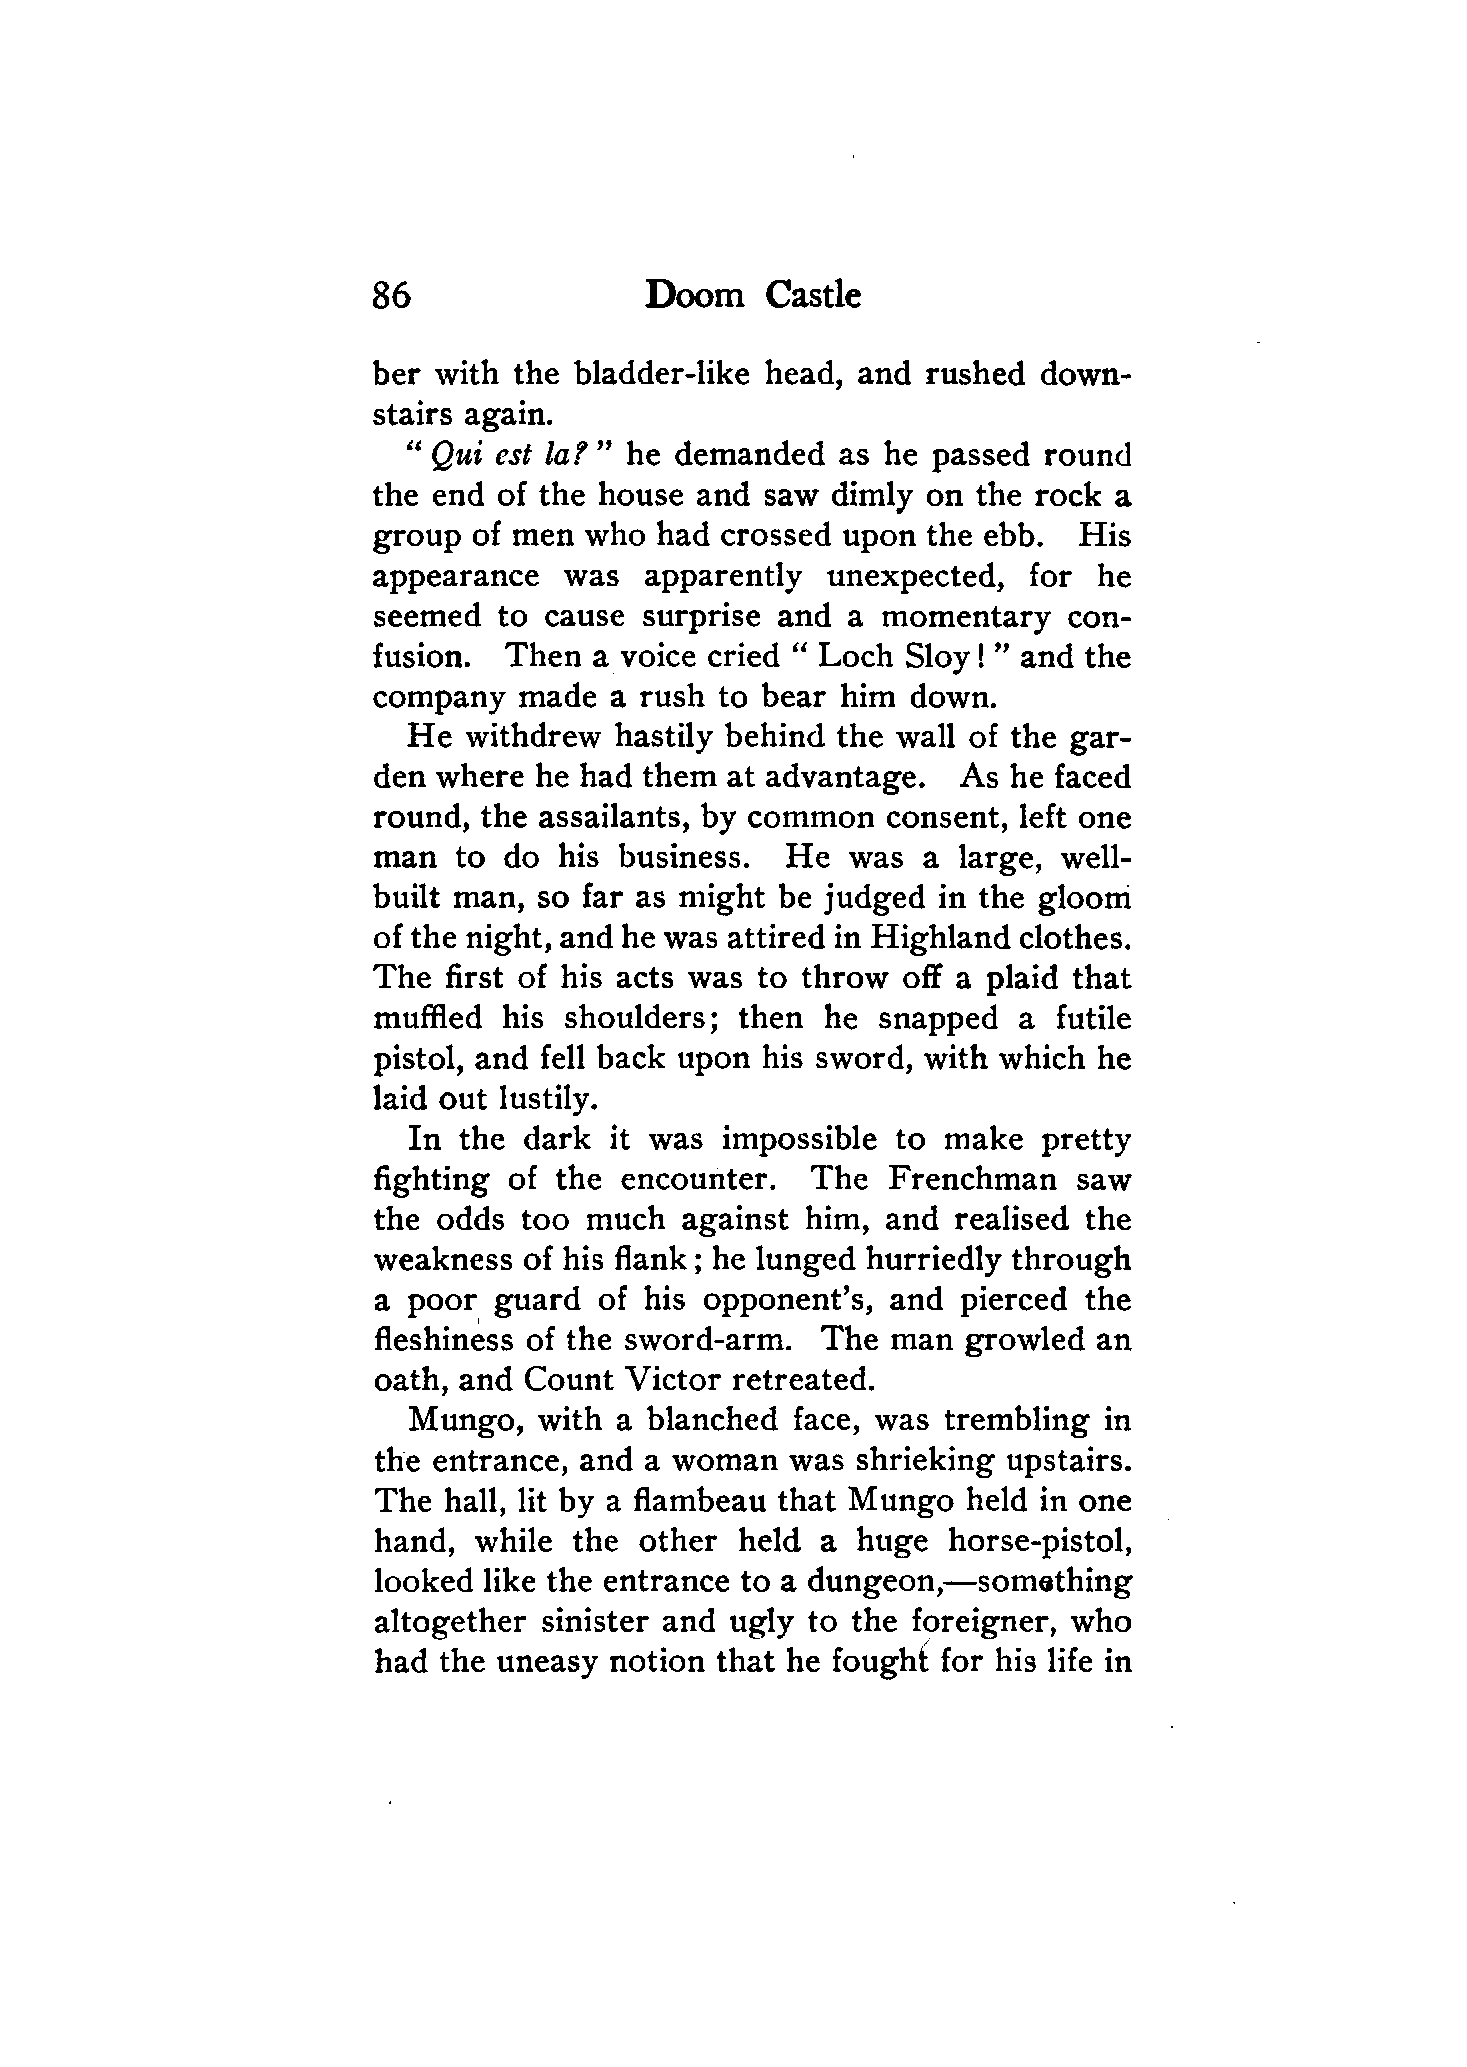 86 Doom Castle
ber with the bladder-like head, and rushed down-
stairs again.
" Qui est la? " he demanded as he passed round
the end of the house and saw dimly on the rock a
group of men who had crossed upon the ebb. His
appearance was apparently unexpected, for he
seemed to cause surprise and a momentary con-
fusion. Then a voice cried " Loch Sloy! " and the
company made a rush to bear him down.
He withdrew hastily behind the wall of the gar-
den where he had them at advantage. As he faced
round, the assailants, by common consent, left one
man to do his business. He was a large, well-
built man, so far as might be judged in the gloom
of the night, and he was attired in Highland clothes.
The first of his acts was to throw off a plaid that
muffled his shoulders; then he snapped a futile
pistol, and fell back upon his sword, with which he
laid out lustily.
In the dark it was impossible to make pretty
fighting of the encounter. The Frenchman saw
the odds too much against him, and realised the
weakness of his flank; he lunged hurriedly through
a poor guard of his opponent's, and pierced the
fleshiness of the sword-arm. The man growled an
oath, and Count Victor retreated.
Mungo, with a blanched face, was trembling in
the entrance, and a woman was shrieking upstairs.
The hall, lit by a flambeau that Mungo held in one
hand, while the other held a huge horse-pistol,
looked like the entrance to a dungeon,—something
altogether sinister and ugly to the foreigner, who
had the uneasy notion that he fought for his life in